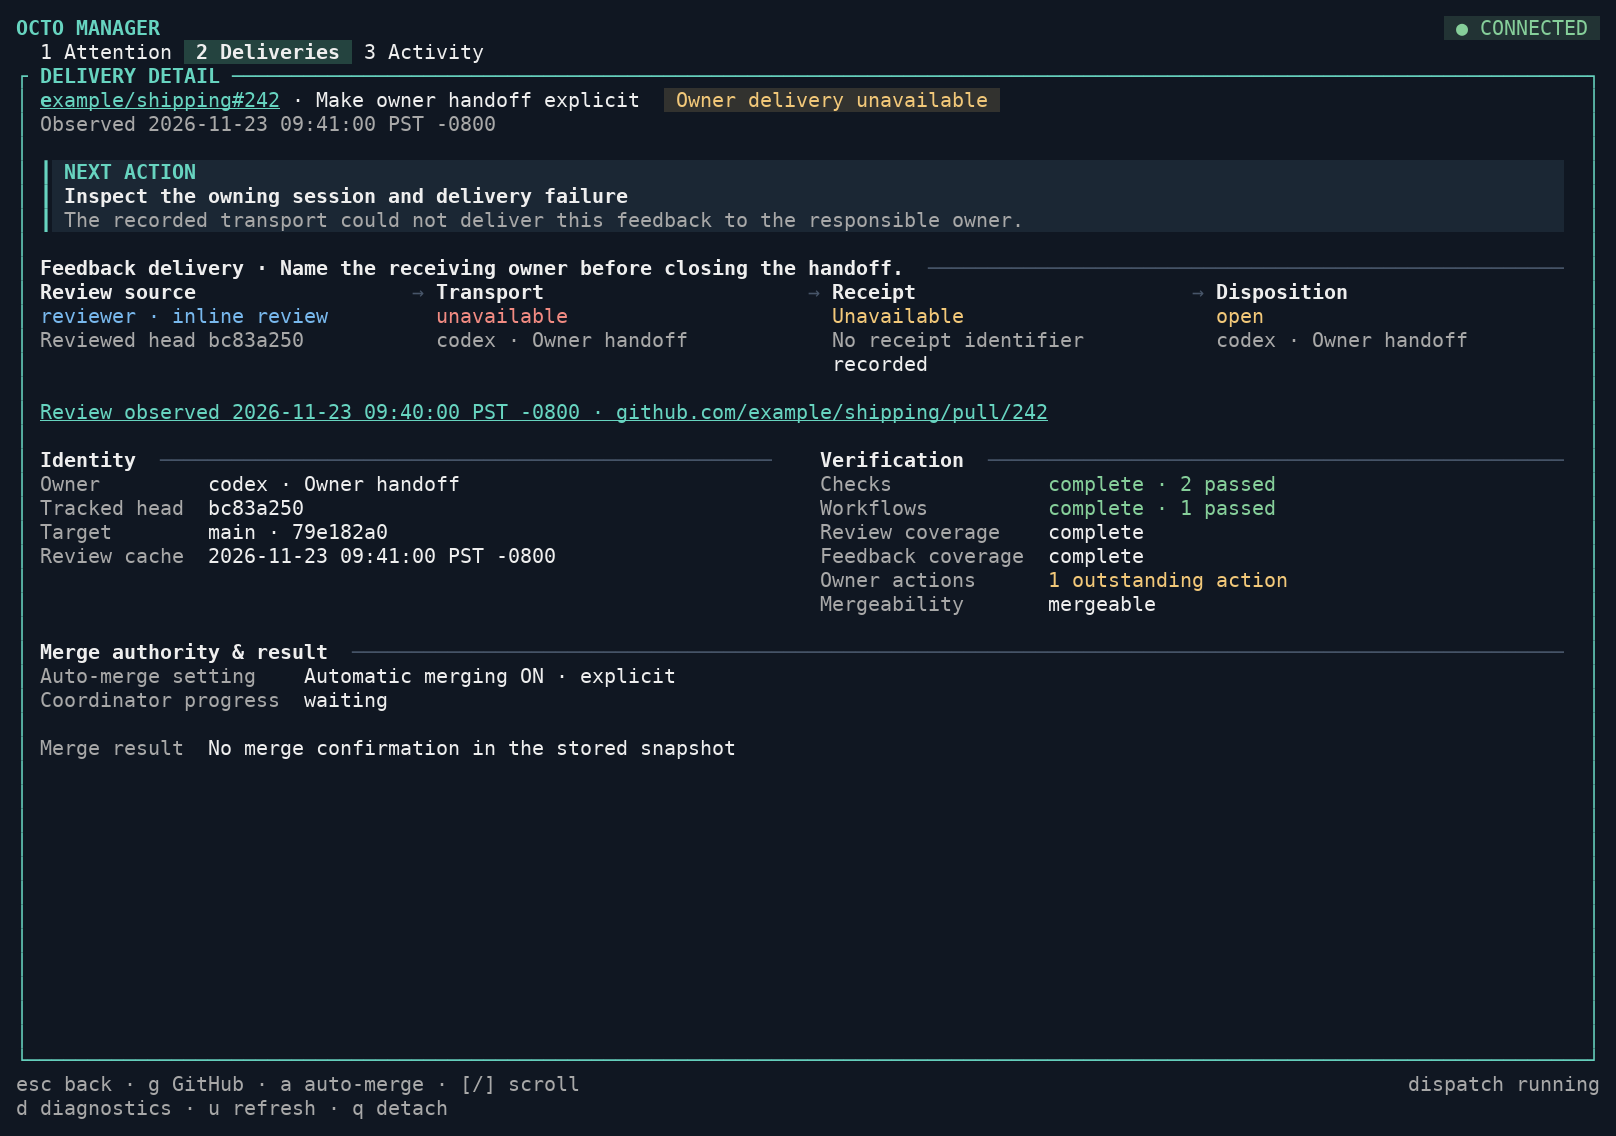 OCTO MANAGER ● CONNECTED
1 Attention 2 Deliveries 3 Activity
DELIVERY DETAIL
example/shipping#242 · Make owner handoff explicit Owner delivery unavailable
Observed 2026-11-23 09:41:00 PST -0800
NEXT ACTION
Inspect the owning session and delivery failure
The recorded transport could not deliver this feedback to the responsible owner.
Feedback delivery · Name the receiving owner before closing the handoff.
Review source → Transport → Receipt → Disposition
reviewer · inline review unavailable Unavailable open
Reviewed head bc83a250 codex · Owner handoff No receipt identifier codex · Owner handoff
recorded
Review observed 2026-11-23 09:40:00 PST -0800 · github.com/example/shipping/pull/242
Identity Verification
Owner codex · Owner handoff Checks complete · 2 passed
Tracked head bc83a250 Workflows complete · 1 passed
Target main · 79e182a0 Review coverage complete
Review cache 2026-11-23 09:41:00 PST -0800 Feedback coverage complete
Owner actions 1 outstanding action
Mergeability mergeable
Merge authority & result
Auto-merge setting Automatic merging ON · explicit
Coordinator progress waiting
Merge result No merge confirmation in the stored snapshot
esc back · g GitHub · a auto-merge · [/] scroll dispatch running
d diagnostics · u refresh · q detach